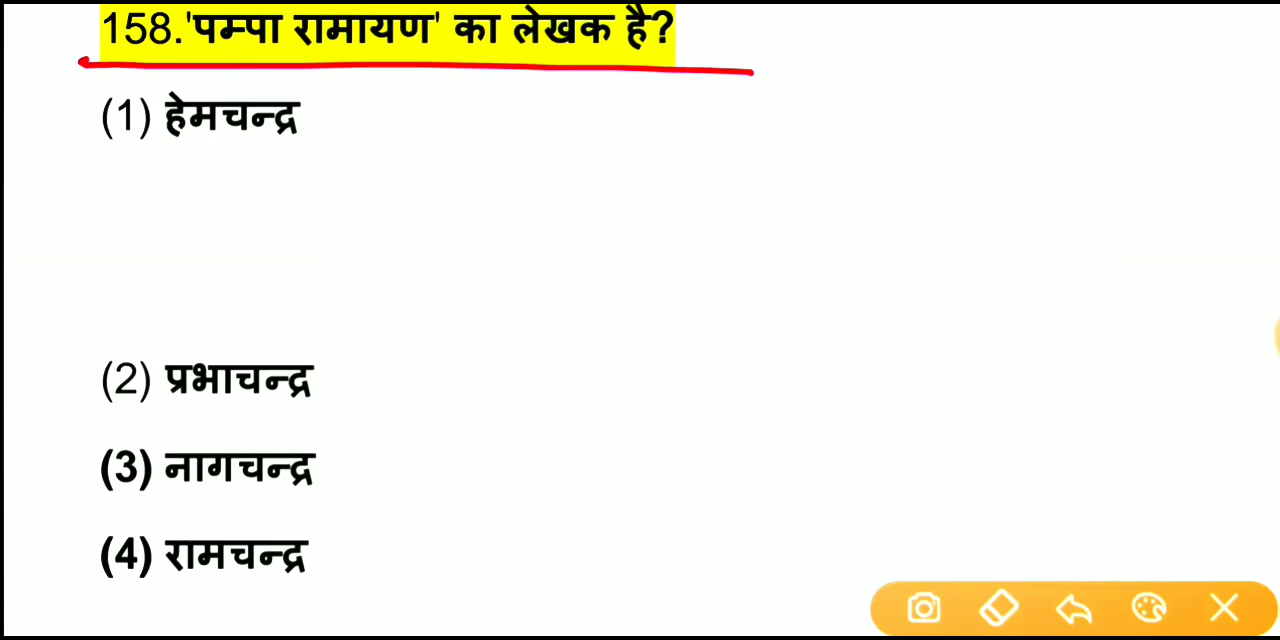 158.'पम्पा रामायण' का लेखक है?
(1) हेमचन्द्र
(2) प्रभाचन्द्र
(3) नागचन्द्र
(4) रामचन्द्र